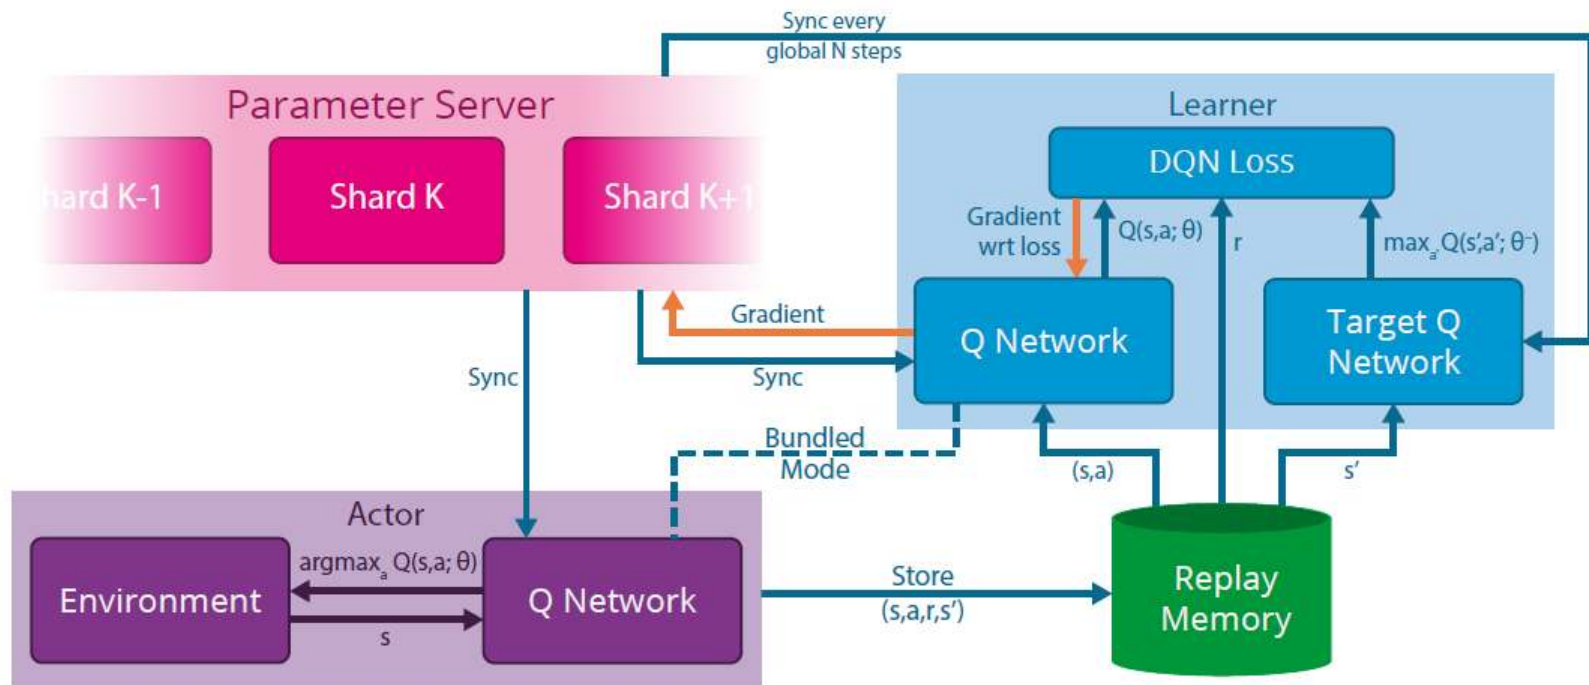 Sync every
global N steps
Parameter Server
hard K-1
Shard K
Shard K+1
Learner
DQN Loss
Gradient
wrt loss
Q(s,a; θ)
r
maxₐ' Q(s',a'; θ⁻)
Q Network
Target Q
Network
Gradient
Sync
Sync
Bundled
Mode
(s,a)
s'
Actor
Environment
argmaxₐ Q(s,a; θ)
s
Q Network
Store
(s,a,r,s')
Replay
Memory